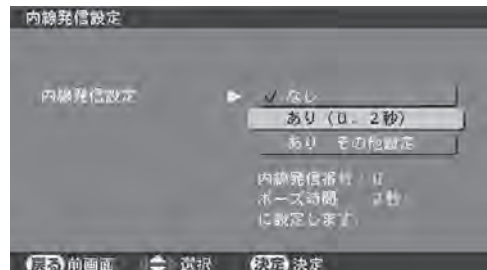 内線発信設定
内線発信設定 ▶ ✓ なし
あり（0. 2秒）
あり その他設定
内線発信番号：0
ポーズ時間 2秒
に設定します
戻る 前画面 選択 決定 決定